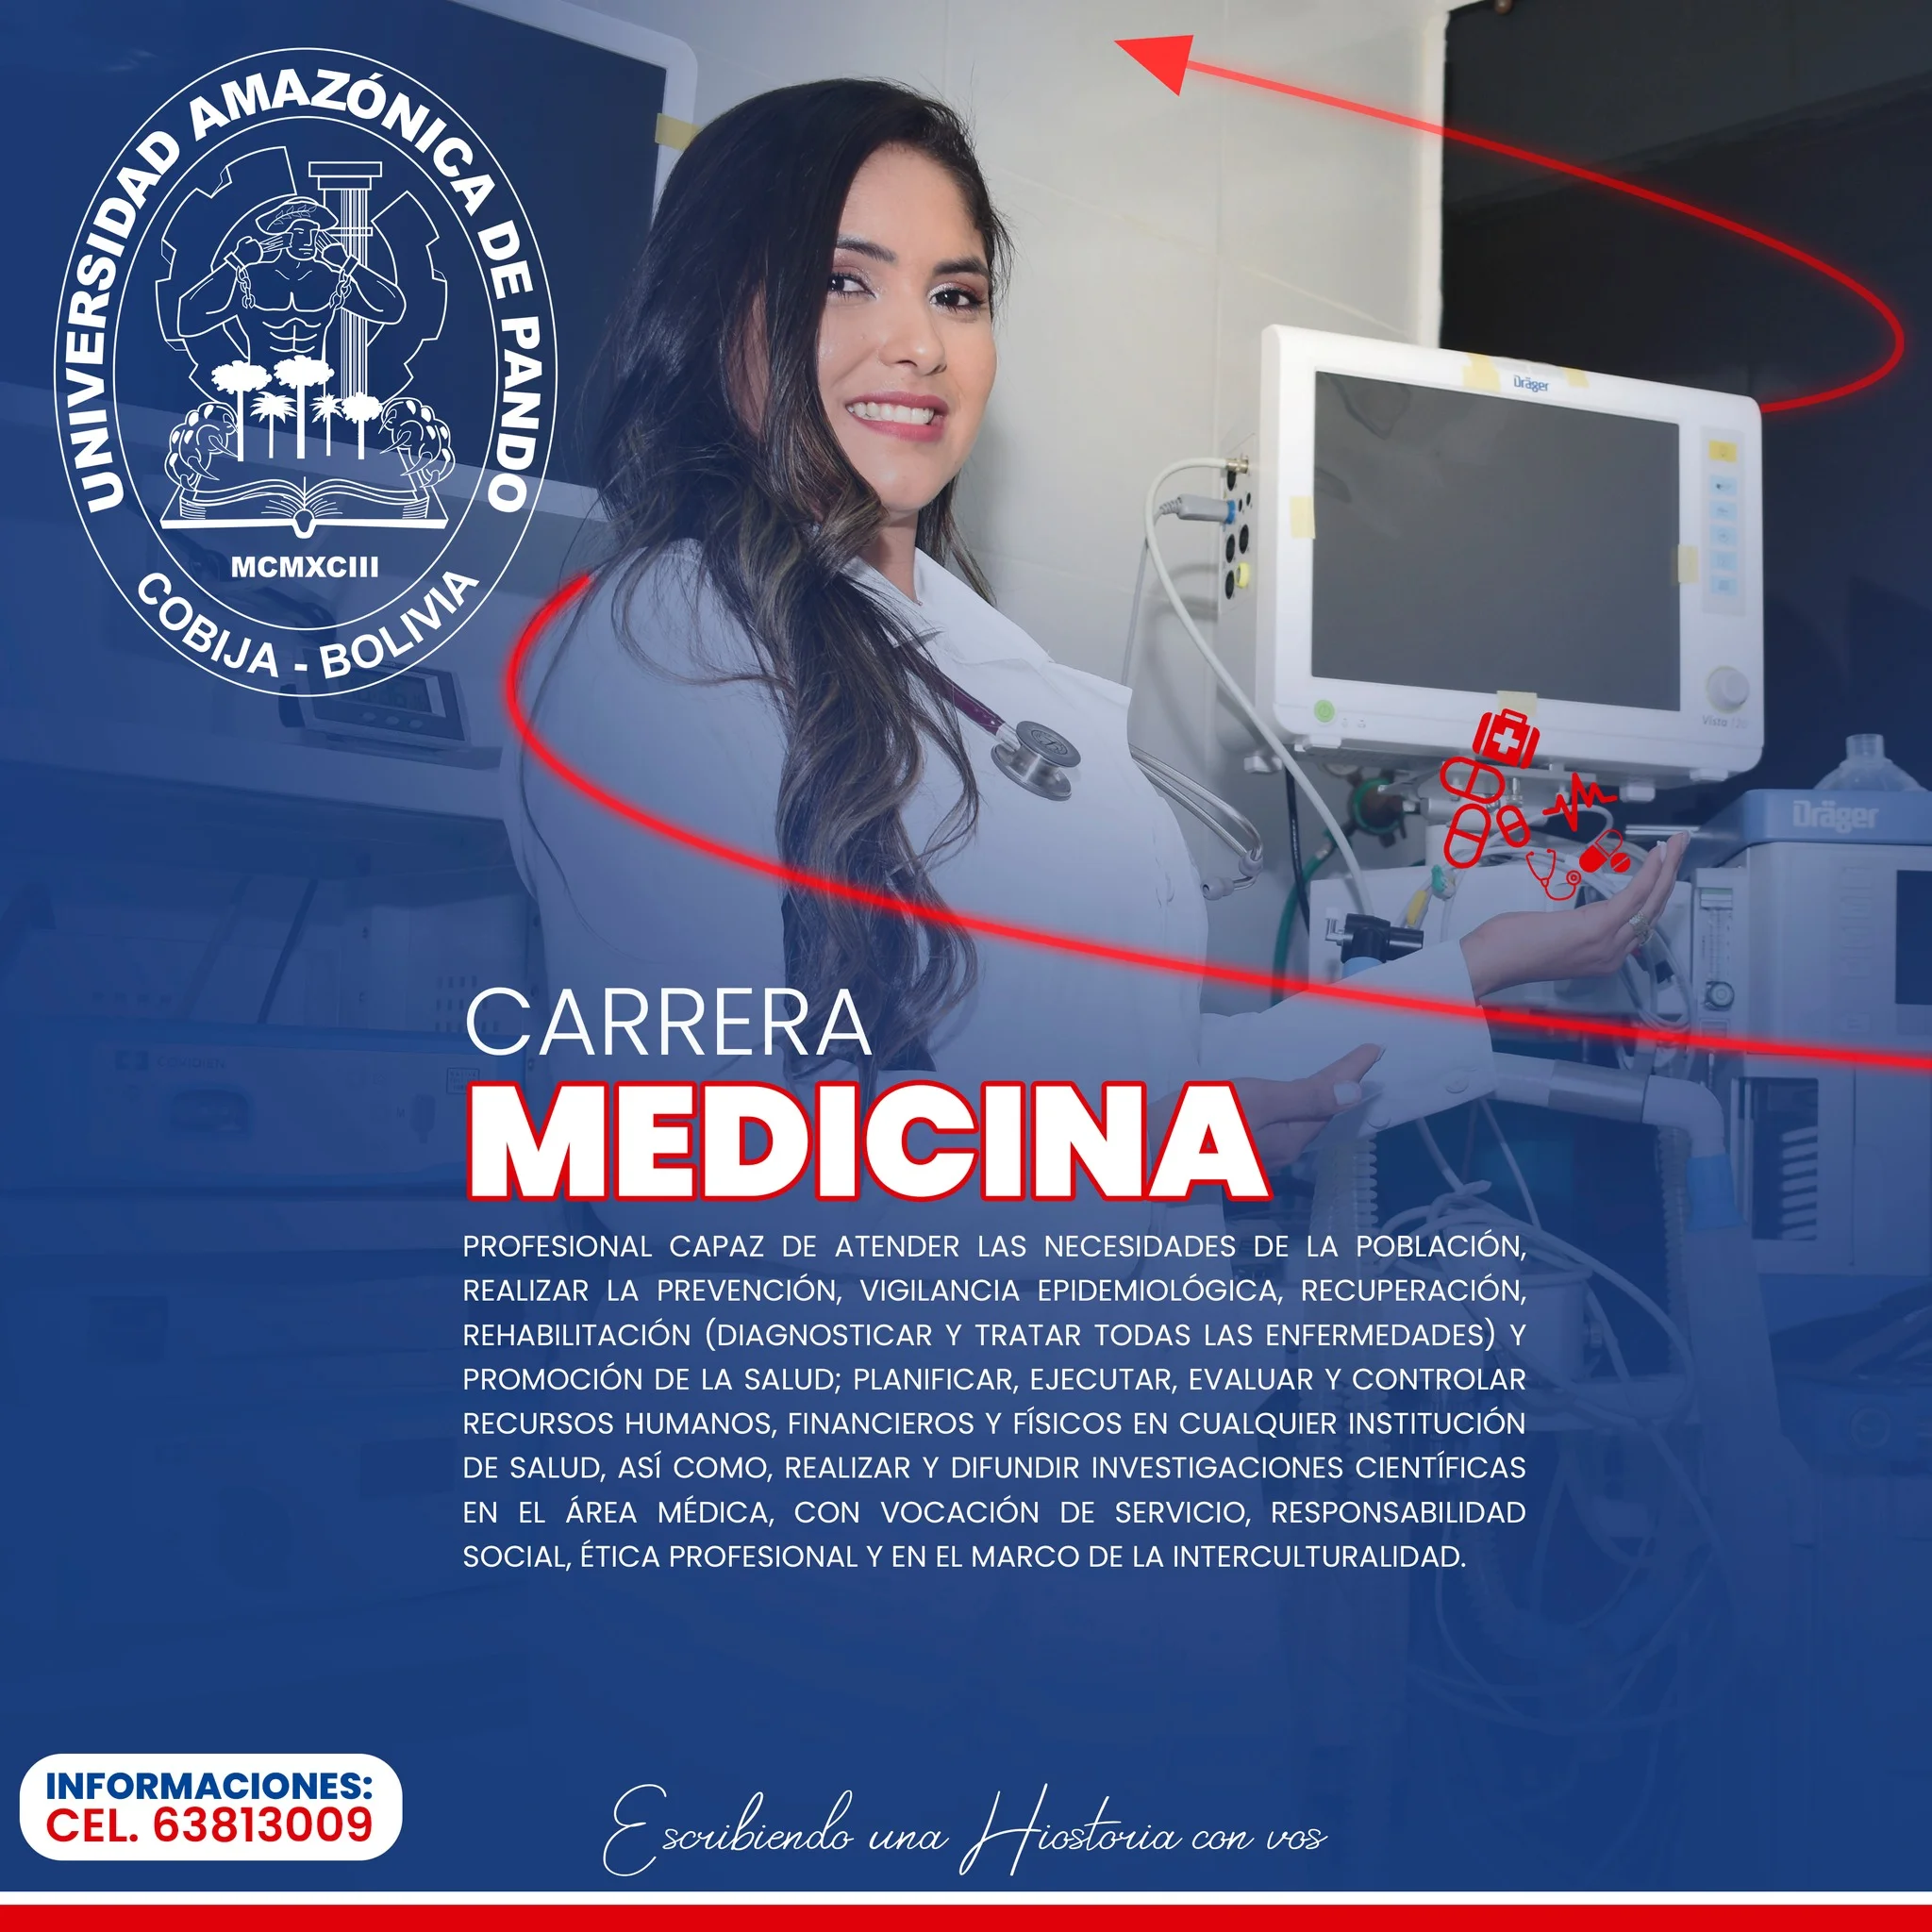 UNIVERSIDAD AMAZÓNICA DE PANDO
MCMXCIII
COBIJA - BOLIVIA
Dräger
Vista 120
Dräger
CARRERA
MEDICINA
PROFESIONAL CAPAZ DE ATENDER LAS NECESIDADES DE LA POBLACIÓN,
REALIZAR LA PREVENCIÓN, VIGILANCIA EPIDEMIOLÓGICA, RECUPERACIÓN,
REHABILITACIÓN (DIAGNOSTICAR Y TRATAR TODAS LAS ENFERMEDADES) Y
PROMOCIÓN DE LA SALUD; PLANIFICAR, EJECUTAR, EVALUAR Y CONTROLAR
RECURSOS HUMANOS, FINANCIEROS Y FÍSICOS EN CUALQUIER INSTITUCIÓN
DE SALUD, ASÍ COMO, REALIZAR Y DIFUNDIR INVESTIGACIONES CIENTÍFICAS
EN EL ÁREA MÉDICA, CON VOCACIÓN DE SERVICIO, RESPONSABILIDAD
SOCIAL, ÉTICA PROFESIONAL Y EN EL MARCO DE LA INTERCULTURALIDAD.
INFORMACIONES:
CEL. 63813009
Escribiendo una Hiostoria con vos